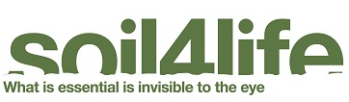 soil4life
What is essential is invisible to the eye